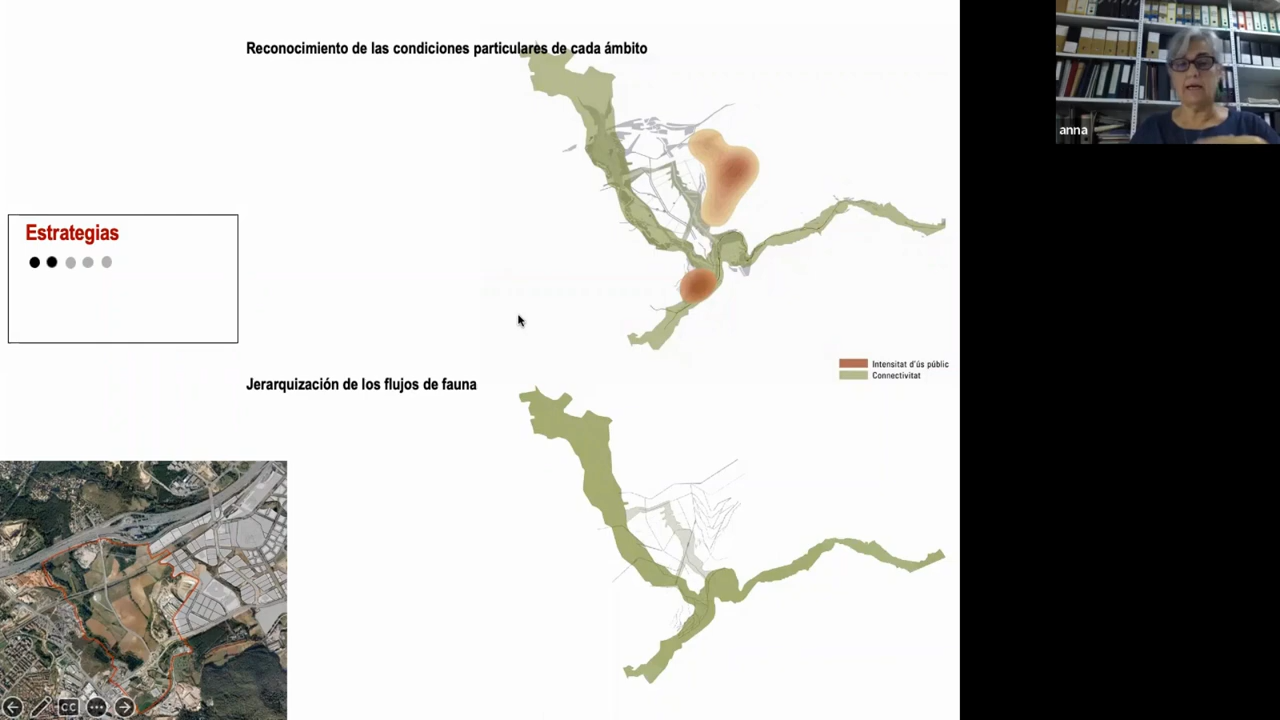 Reconocimiento de las condiciones particulares de cada ámbito
anna
Estrategias
Intensitat d'ús públic
Connectivitat
Jerarquización de los flujos de fauna
CC